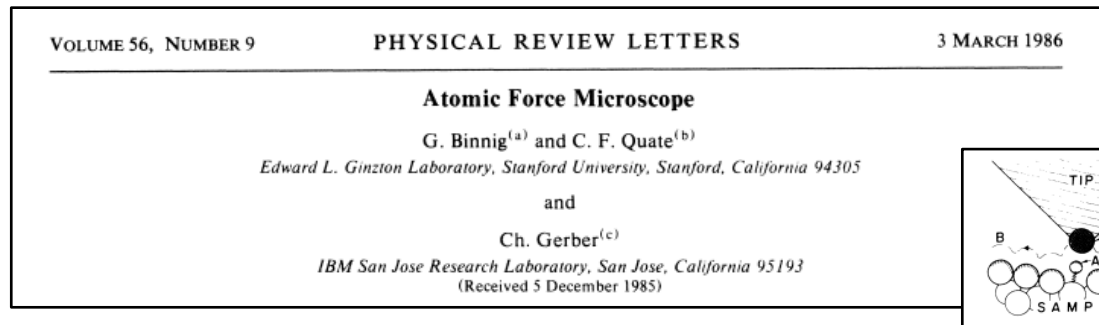 VOLUME 56, NUMBER 9 PHYSICAL REVIEW LETTERS 3 MARCH 1986
Atomic Force Microscope
G. Binnig(a) and C. F. Quate(b)
Edward L. Ginzton Laboratory, Stanford University, Stanford, California 94305
and
Ch. Gerber(c)
IBM San Jose Research Laboratory, San Jose, California 95193
(Received 5 December 1985)
TIP
B
A
SAMP